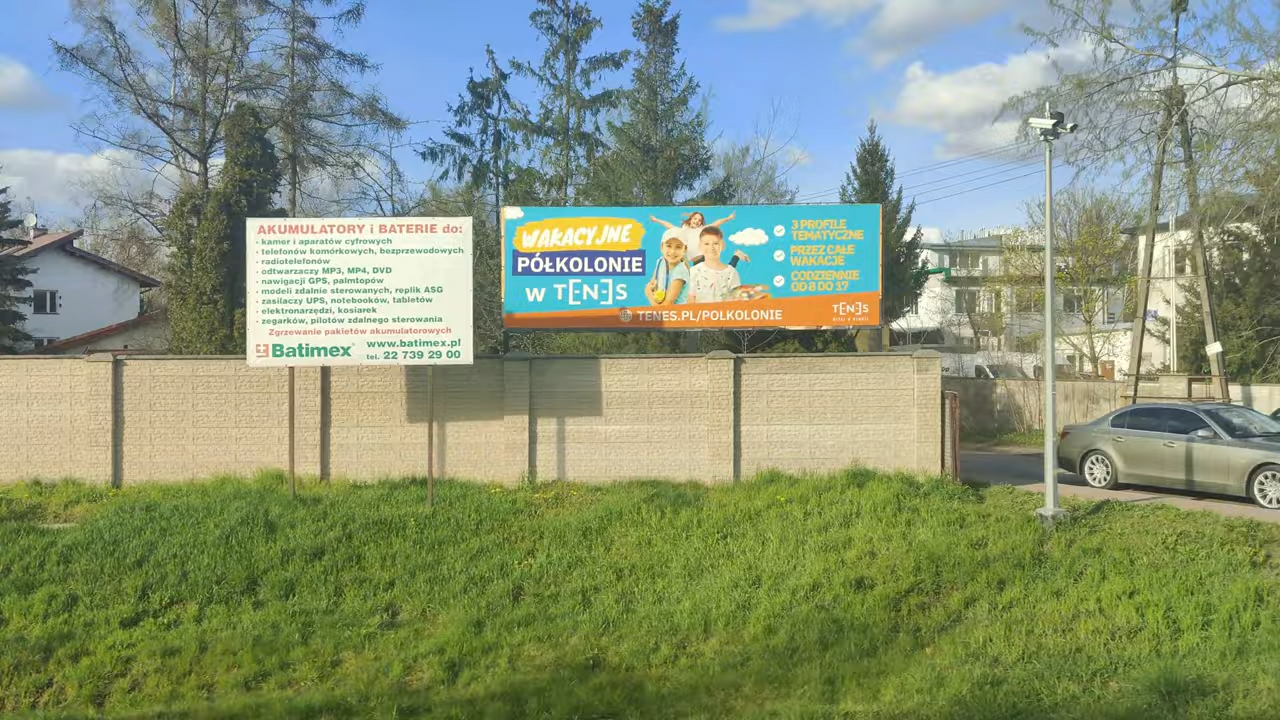 AKUMULATORY i BATERIE do:
- kamer i aparatów cyfrowych
- telefonów komórkowych, bezprzewodowych
- radiotelefonów
- odtwarzaczy MP3, MP4, DVD
- nawigacji GPS, palmtopów
- modeli zdalnie sterowanych, replik ASG
- zasilaczy UPS, notebooków, tabletów
- elektronarzędzi, kosiarek
- zegarków, pilotów zdalnego sterowania
Zgrzewanie pakietów akumulatorowych
Batimex
www.batimex.pl
tel. 22 739 29 00
WAKACYJNE
PÓŁKOLONIE
w TENES
3 PROFILE
TEMATYCZNE
PRZEZ CAŁE
WAKACJE
CODZIENNIE
OD 8 DO 17
TENES.PL/POLKOLONIE
TENES